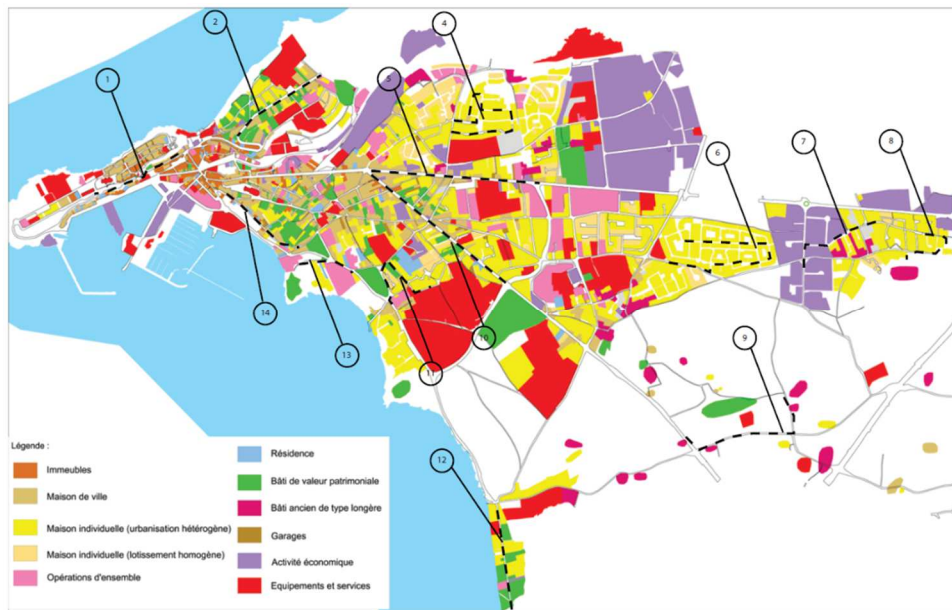 2
4
1
5
6
7
8
14
13
11
10
9
12
Légende :
Immeubles
Maison de ville
Maison individuelle (urbanisation hétérogène)
Maison individuelle (lotissement homogène)
Opérations d'ensemble
Résidence
Bâti de valeur patrimoniale
Bâti ancien de type longère
Garages
Activité économique
Equipements et services